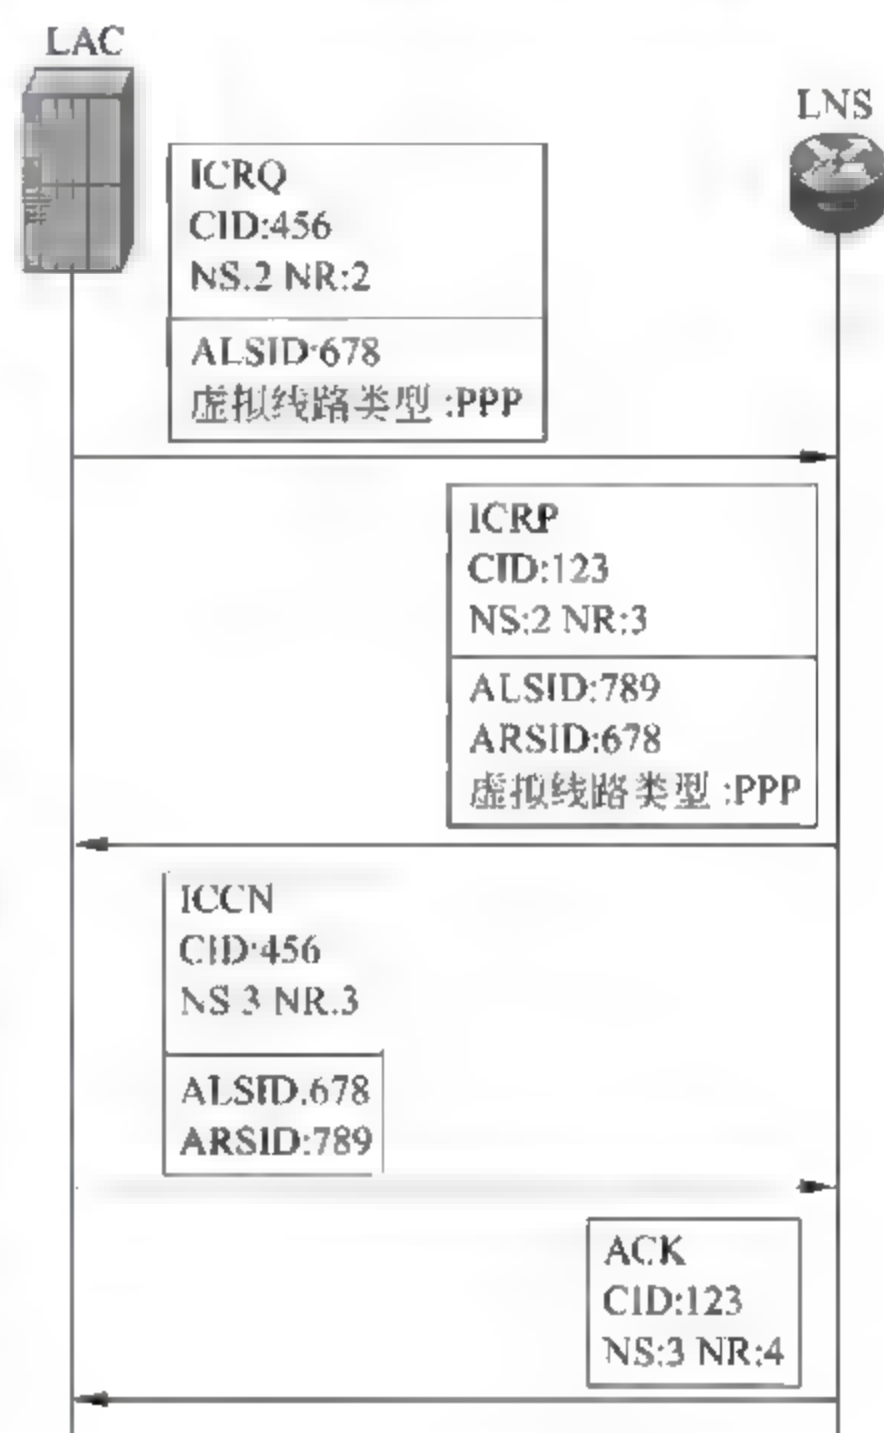 LAC
LNS
ICRQ
CID:456
NS.2 NR:2
ALSID·678
虚拟线路类型 :PPP
ICRP
CID:123
NS:2 NR:3
ALSID:789
ARSID:678
虚拟线路类型 :PPP
ICCN
CID·456
NS 3 NR.3
ALSID.678
ARSID:789
ACK
CID:123
NS:3 NR:4